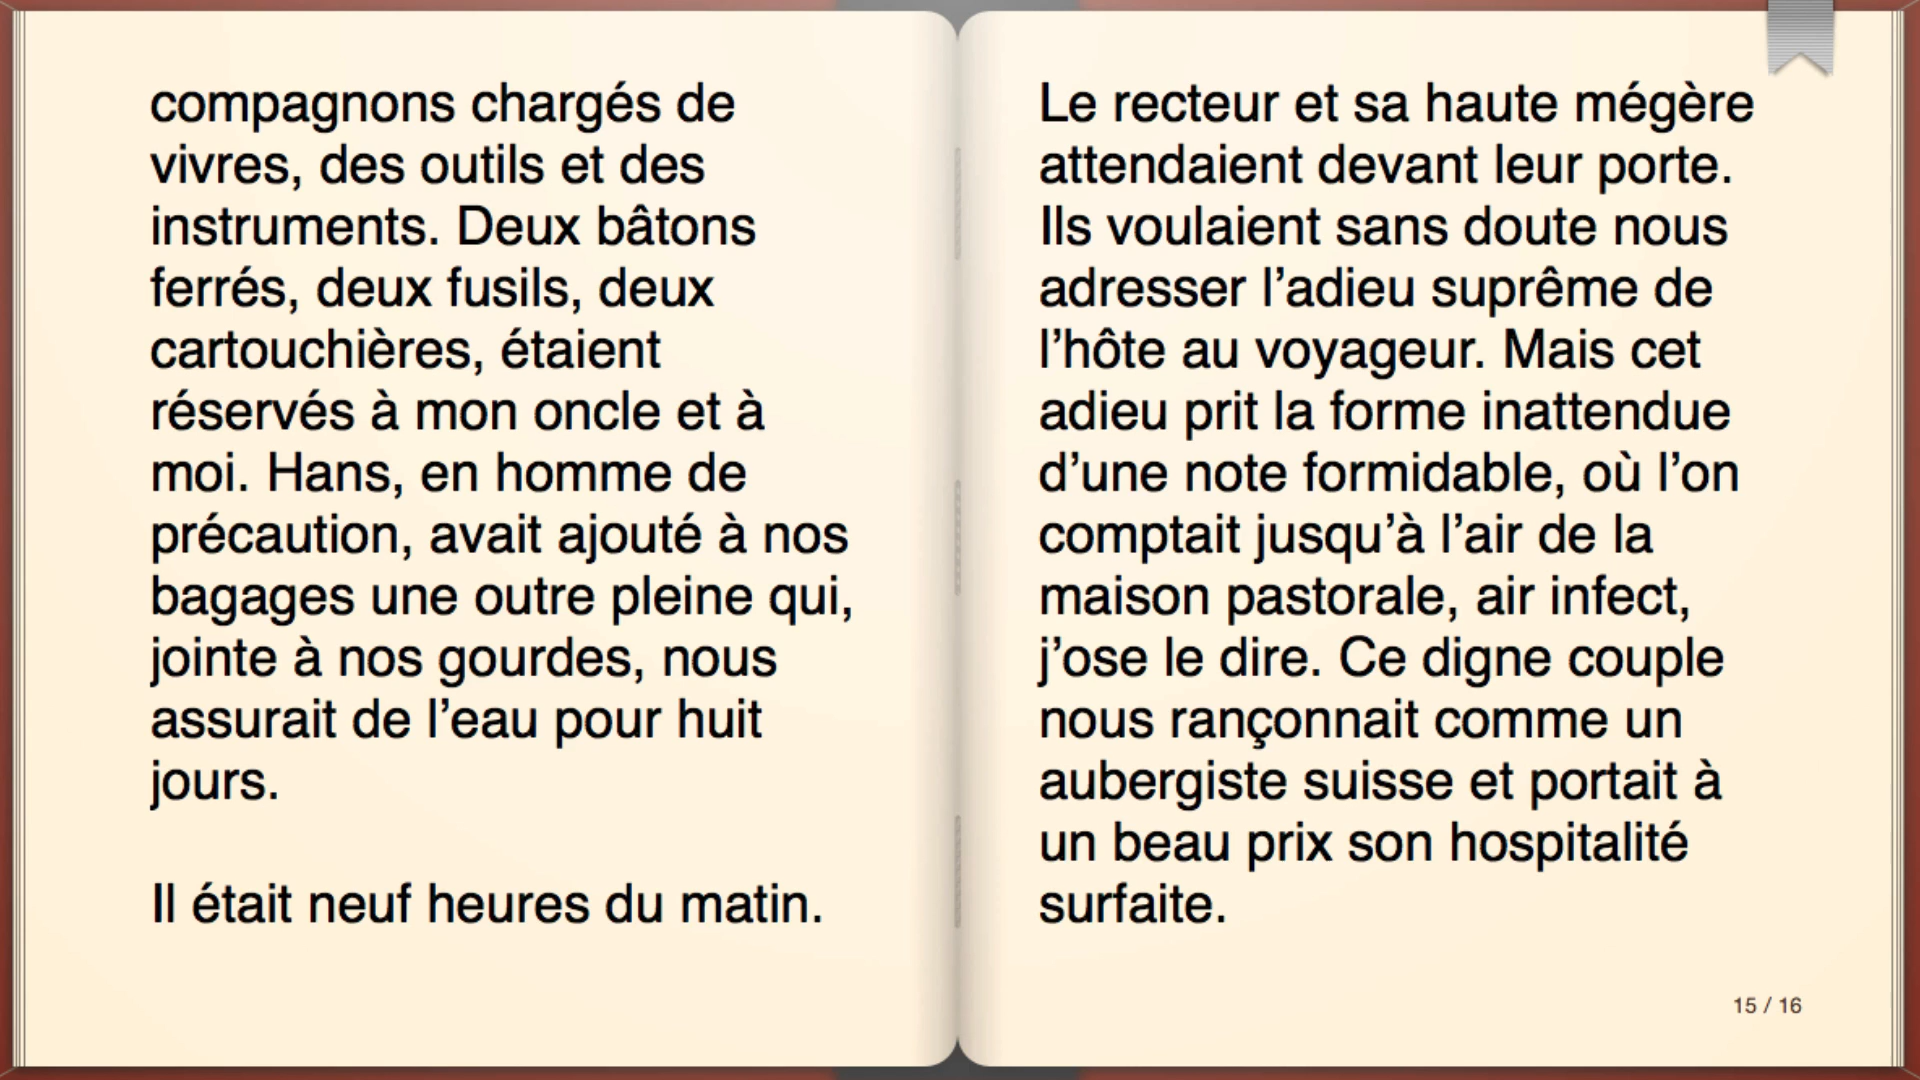 compagnons chargés de
vivres, des outils et des
instruments. Deux bâtons
ferrés, deux fusils, deux
cartouchières, étaient
réservés à mon oncle et à
moi. Hans, en homme de
précaution, avait ajouté à nos
bagages une outre pleine qui,
jointe à nos gourdes, nous
assurait de l’eau pour huit
jours.
Il était neuf heures du matin.
Le recteur et sa haute mégère
attendaient devant leur porte.
Ils voulaient sans doute nous
adresser l’adieu suprême de
l’hôte au voyageur. Mais cet
adieu prit la forme inattendue
d’une note formidable, où l’on
comptait jusqu’à l’air de la
maison pastorale, air infect,
j’ose le dire. Ce digne couple
nous rançonnait comme un
aubergiste suisse et portait à
un beau prix son hospitalité
surfaite.
15 / 16